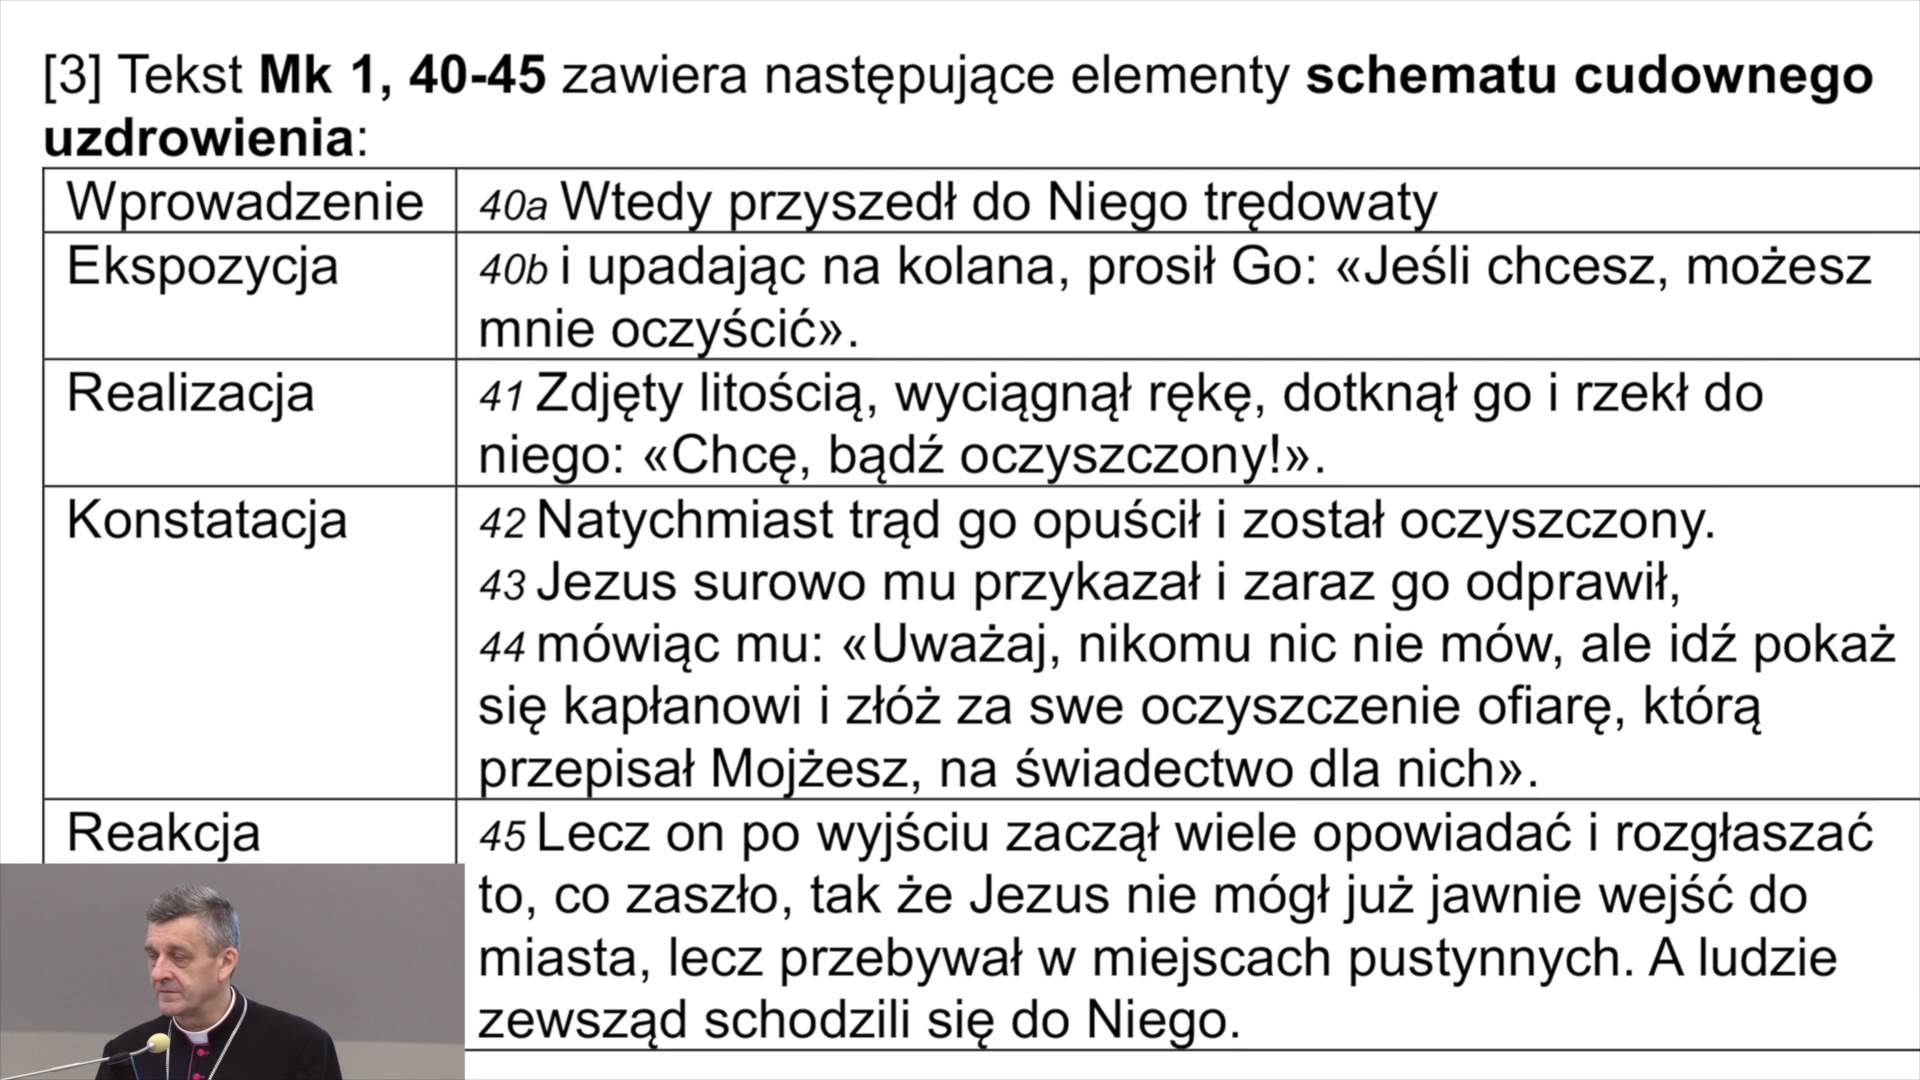 [3] Tekst Mk 1, 40-45 zawiera następujące elementy schematu cudownego
uzdrowienia:
Wprowadzenie
40a Wtedy przyszedł do Niego trędowaty
Ekspozycja
40b i upadając na kolana, prosił Go: «Jeśli chcesz, możesz
mnie oczyścić».
Realizacja
41 Zdjęty litością, wyciągnął rękę, dotknął go i rzekł do
niego: «Chcę, bądź oczyszczony!».
Konstatacja
42 Natychmiast trąd go opuścił i został oczyszczony.
43 Jezus surowo mu przykazał i zaraz go odprawił,
44 mówiąc mu: «Uważaj, nikomu nic nie mów, ale idź pokaż
się kapłanowi i złóż za swe oczyszczenie ofiarę, którą
przepisał Mojżesz, na świadectwo dla nich».
Reakcja
45 Lecz on po wyjściu zaczął wiele opowiadać i rozgłaszać
to, co zaszło, tak że Jezus nie mógł już jawnie wejść do
miasta, lecz przebywał w miejscach pustynnych. A ludzie
zewsząd schodzili się do Niego.